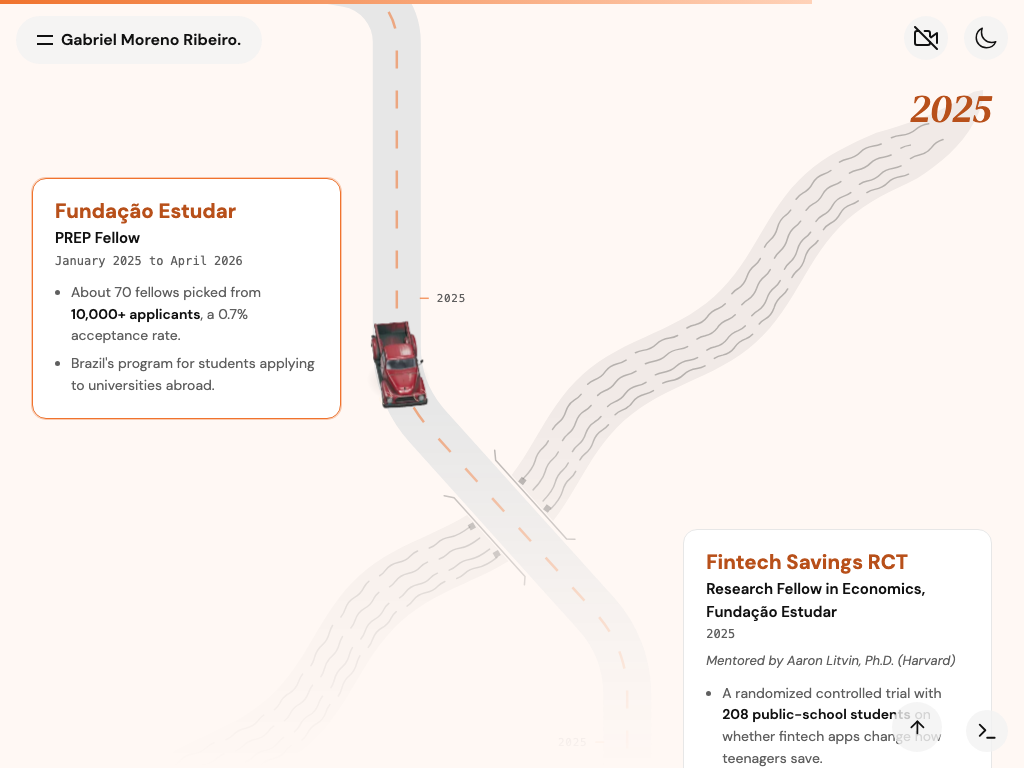 Gabriel Moreno Ribeiro.
2025
Fundação Estudar
PREP Fellow
January 2025 to April 2026
About 70 fellows picked from
10,000+ applicants, a 0.7%
acceptance rate.
Brazil's program for students applying
to universities abroad.
2025
Fintech Savings RCT
Research Fellow in Economics,
Fundação Estudar
2025
Mentored by Aaron Litvin, Ph.D. (Harvard)
A randomized controlled trial with
208 public-school students on
whether fintech apps change how
teenagers save.
2025